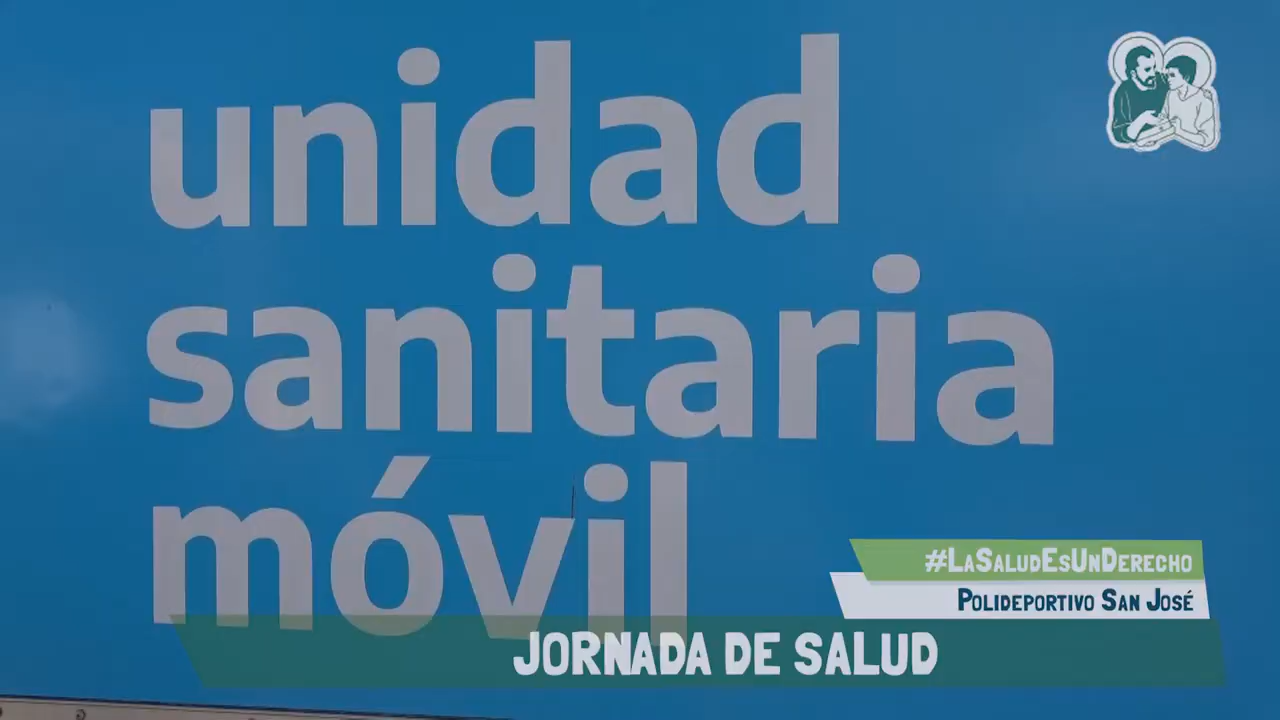 unidad
sanitaria
móvil
#LaSaludEsUnDerecho
Polideportivo San José
JORNADA DE SALUD